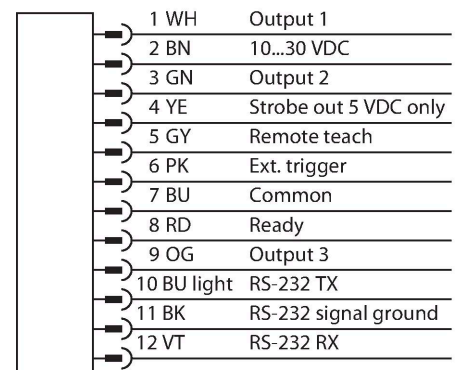 1 WH Output 1
2 BN 10...30 VDC
3 GN Output 2
4 YE Strobe out 5 VDC only
5 GY Remote teach
6 PK Ext. trigger
7 BU Common
8 RD Ready
9 OG Output 3
10 BU light RS-232 TX
11 BK RS-232 signal ground
12 VT RS-232 RX